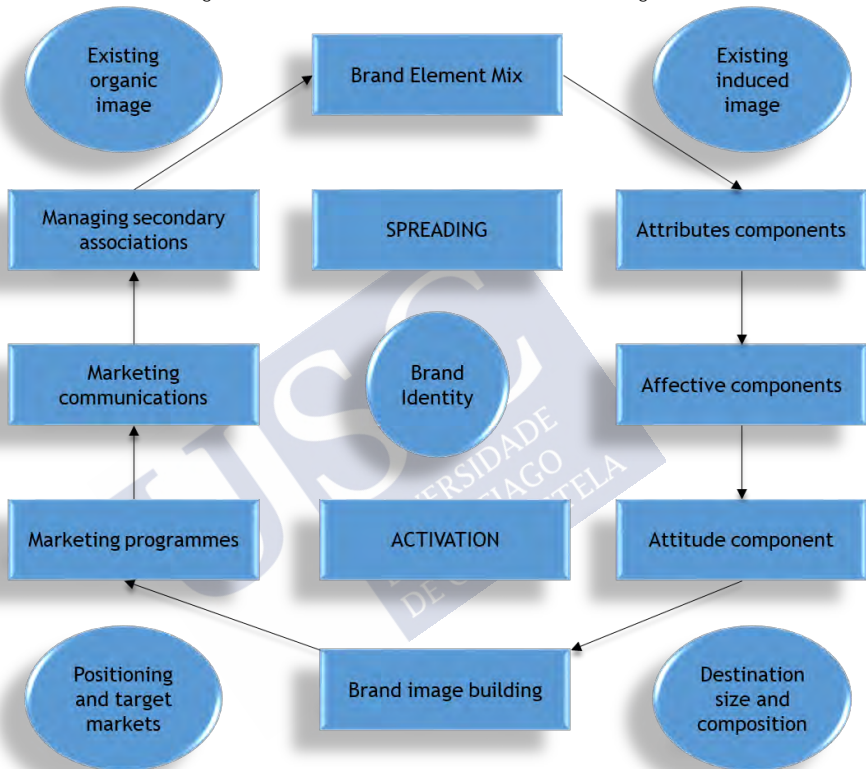 Existing
organic
image
Brand Element Mix
Existing
induced
image
Managing secondary
associations
SPREADING
Attributes components
Marketing
communications
Brand
Identity
Affective components
Marketing programmes
ACTIVATION
Attitude component
Positioning
and target
markets
Brand image building
Destination
size and
composition
USC